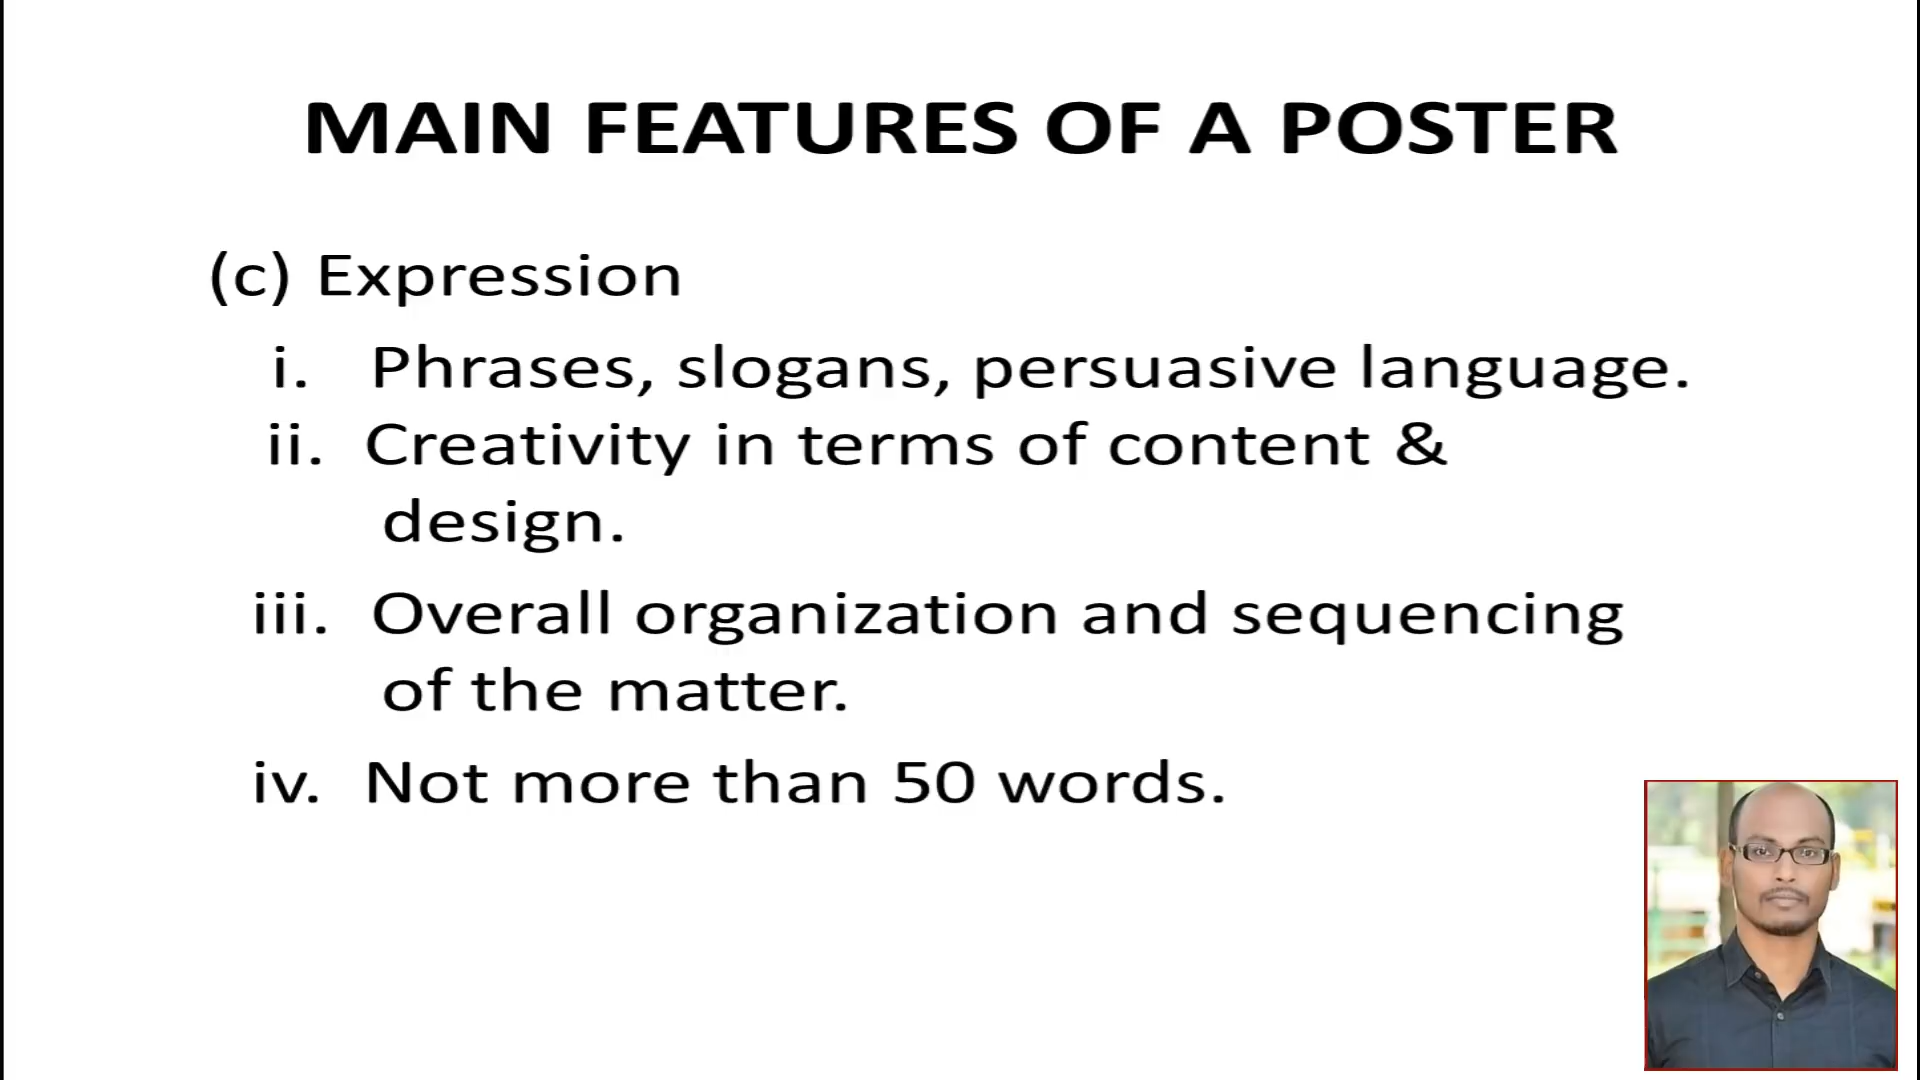 MAIN FEATURES OF A POSTER
(c) Expression
i. Phrases, slogans, persuasive language.
ii. Creativity in terms of content &
design.
iii. Overall organization and sequencing
of the matter.
iv. Not more than 50 words.